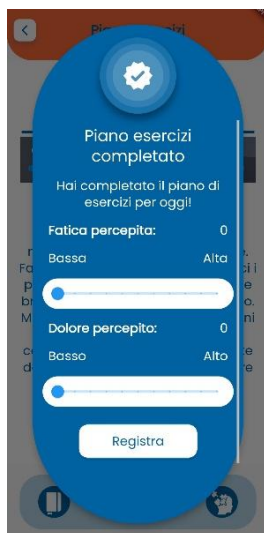 Piano esercizi
completato
Hai completato il piano di
esercizi per oggi!
Fatica percepita: 0
Bassa Alta
Dolore percepito: 0
Basso Alto
Registra